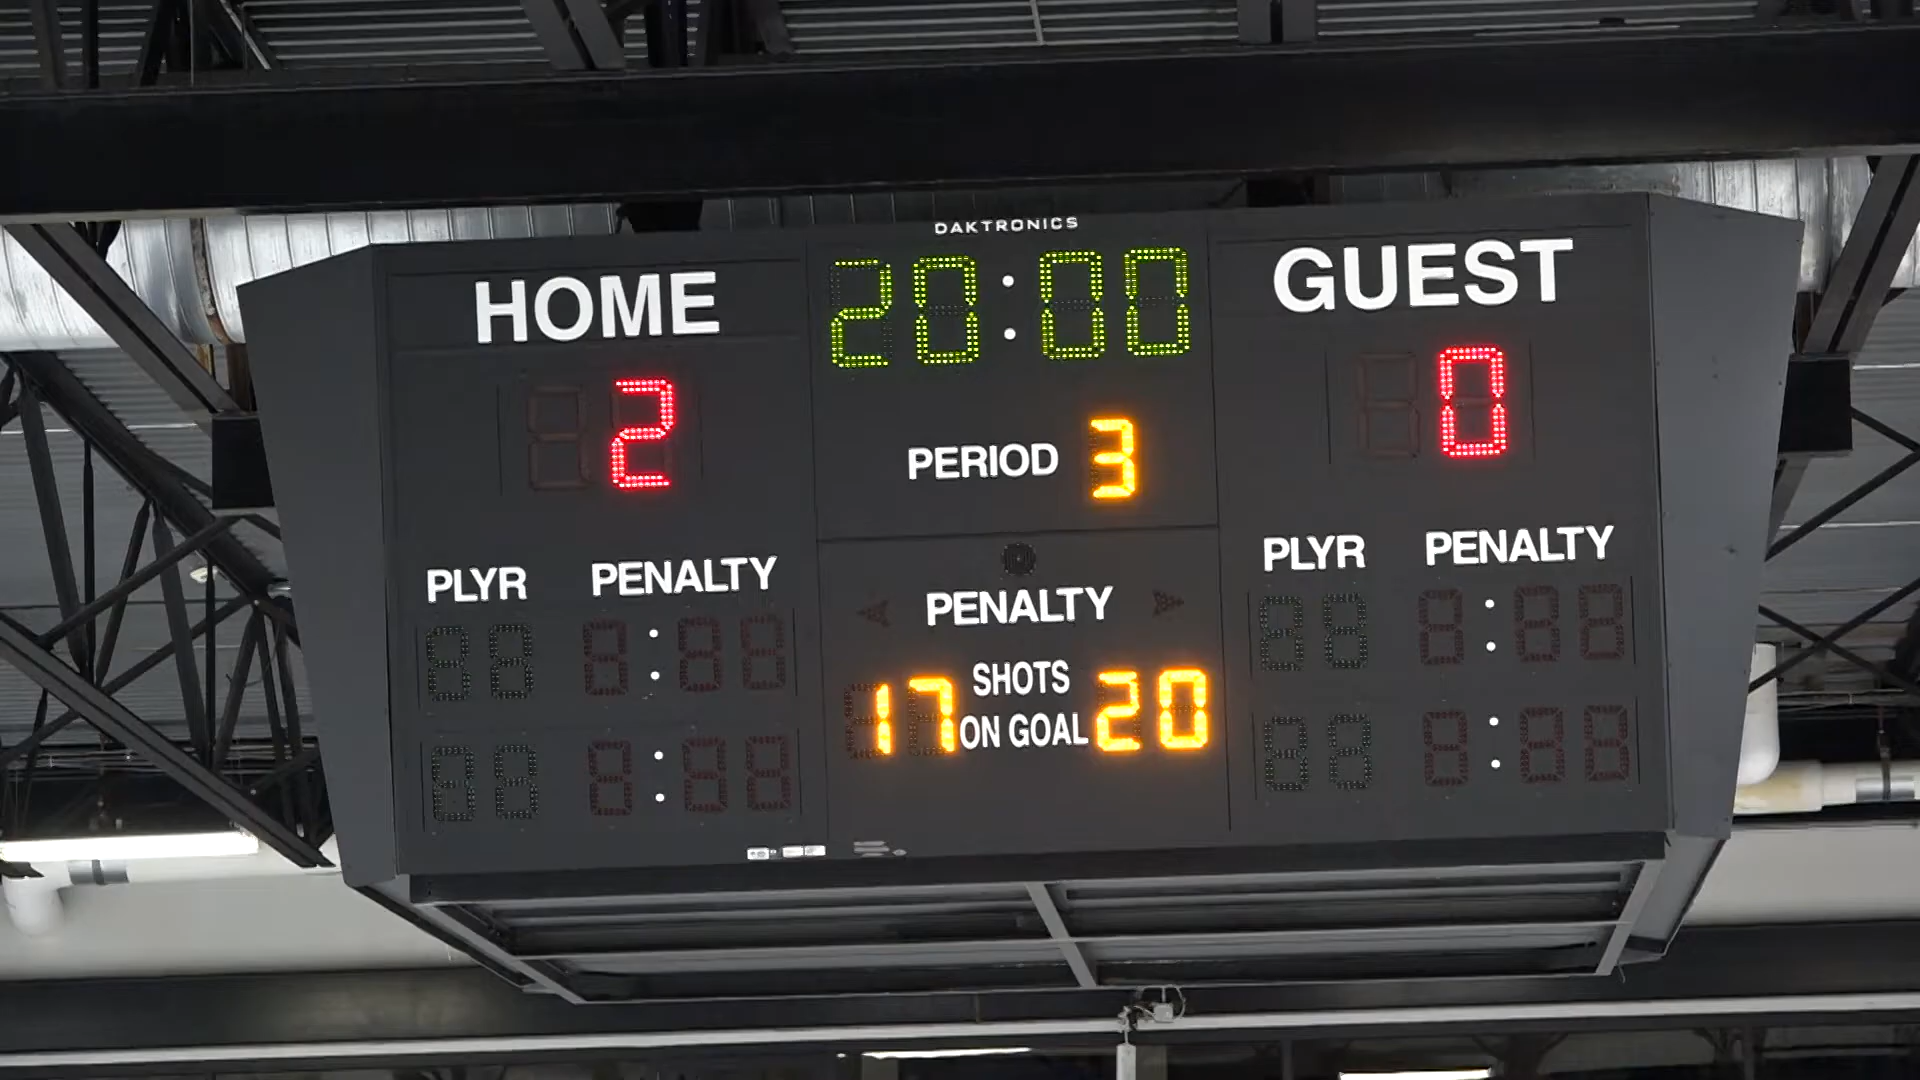 DAKTRONICS
HOME 20:00 GUEST
2 PERIOD 3 0
PLYR PENALTY PLYR PENALTY
PENALTY
17 SHOTS ON GOAL 20